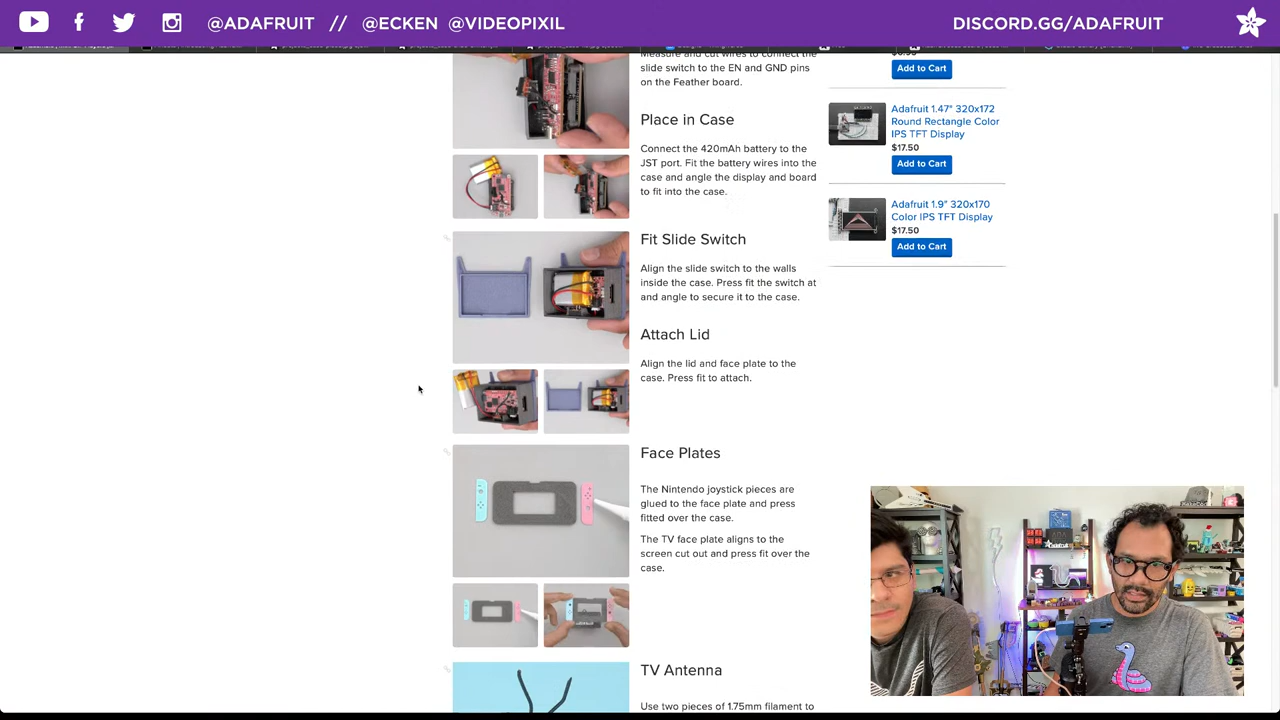 @ADAFRUIT // @ECKEN @VIDEOPIXIL
DISCORD.GG/ADAFRUIT
Measure and cut wires to connect the
slide switch to the EN and GND pins
on the Feather board.
Place in Case
Connect the 420mAh battery to the
JST port. Fit the battery wires into the
case and angle the display and board
to fit into the case.
Fit Slide Switch
Align the slide switch to the walls
inside the case. Press fit the switch at
and angle to secure it to the case.
Attach Lid
Align the lid and face plate to the
case. Press fit to attach.
Face Plates
The Nintendo joystick pieces are
glued to the face plate and press
fitted over the case.
The TV face plate aligns to the
screen cut out and press fit over the
case.
TV Antenna
Use two pieces of 1.75mm filament to
Add to Cart
Adafruit 1.47" 320x172
Round Rectangle Color
IPS TFT Display
$17.50
Add to Cart
Adafruit 1.9" 320x170
Color IPS TFT Display
$17.50
Add to Cart